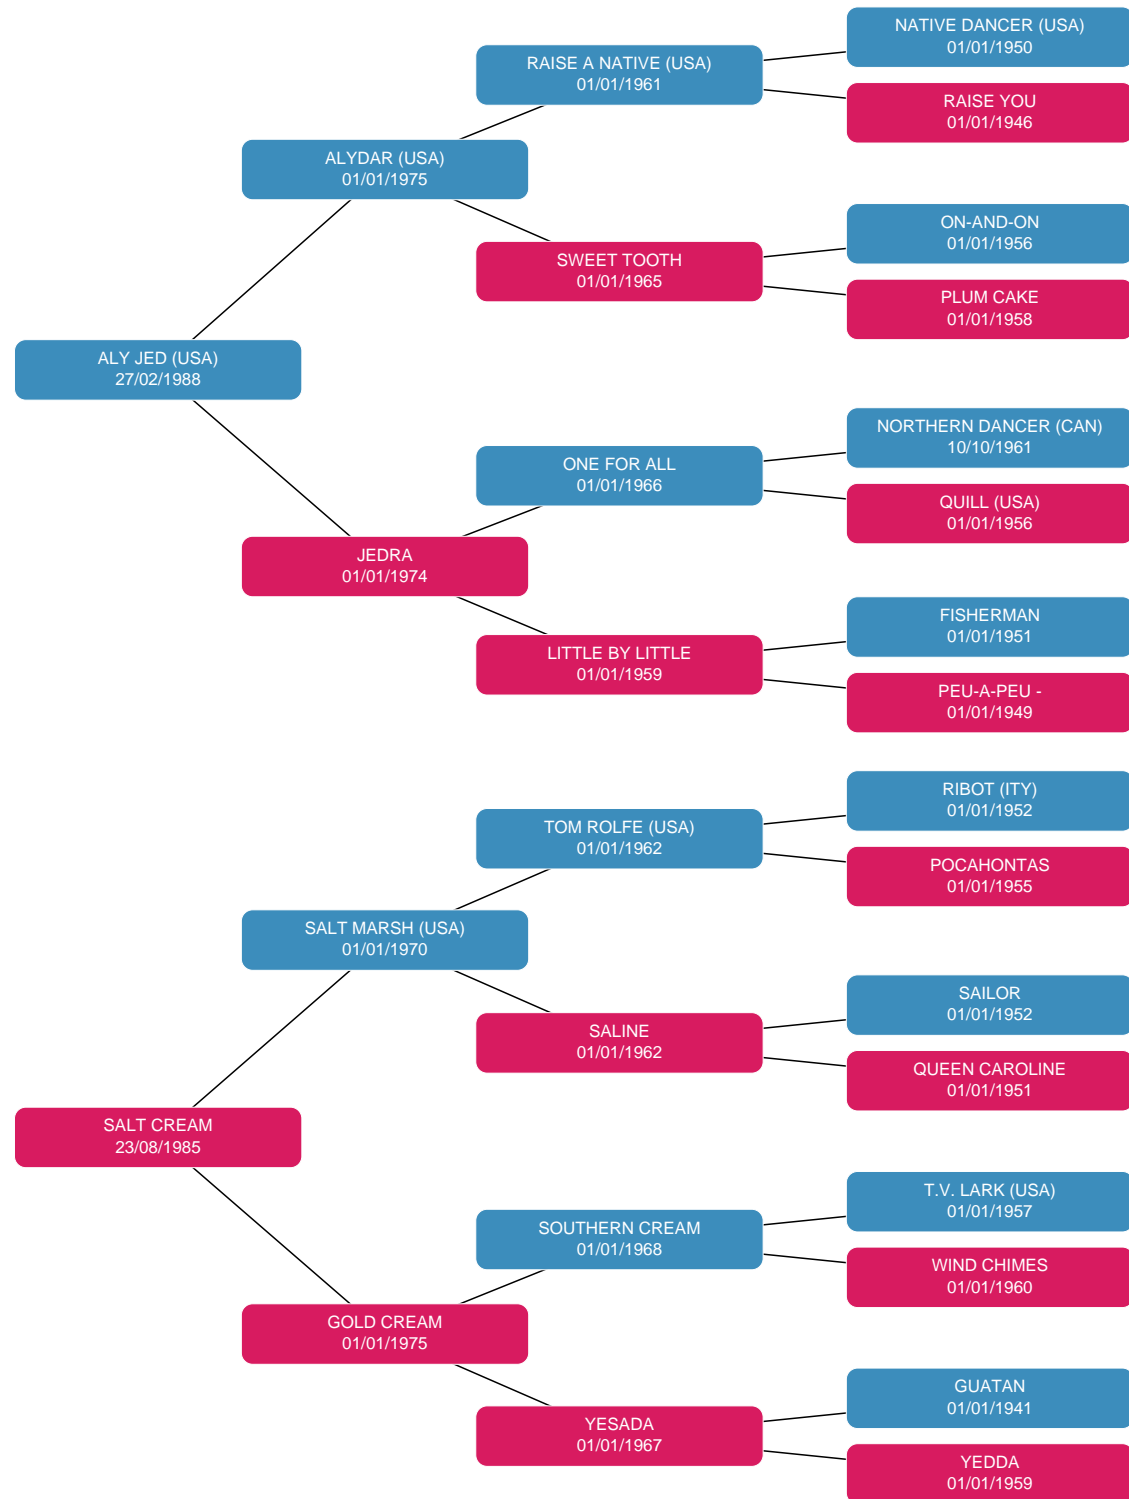 NATIVE DANCER (USA)
01/01/1950
RAISE A NATIVE (USA)
01/01/1961
RAISE YOU
01/01/1946
ALYDAR (USA)
01/01/1975
ON-AND-ON
01/01/1956
SWEET TOOTH
01/01/1965
PLUM CAKE
01/01/1958
ALY JED (USA)
27/02/1988
NORTHERN DANCER (CAN)
10/10/1961
ONE FOR ALL
01/01/1966
QUILL (USA)
01/01/1956
JEDRA
01/01/1974
FISHERMAN
01/01/1951
LITTLE BY LITTLE
01/01/1959
PEU-A-PEU -
01/01/1949
RIBOT (ITY)
01/01/1952
TOM ROLFE (USA)
01/01/1962
POCAHONTAS
01/01/1955
SALT MARSH (USA)
01/01/1970
SAILOR
01/01/1952
SALINE
01/01/1962
QUEEN CAROLINE
01/01/1951
SALT CREAM
23/08/1985
T.V. LARK (USA)
01/01/1957
SOUTHERN CREAM
01/01/1968
WIND CHIMES
01/01/1960
GOLD CREAM
01/01/1975
GUATAN
01/01/1941
YESADA
01/01/1967
YEDDA
01/01/1959